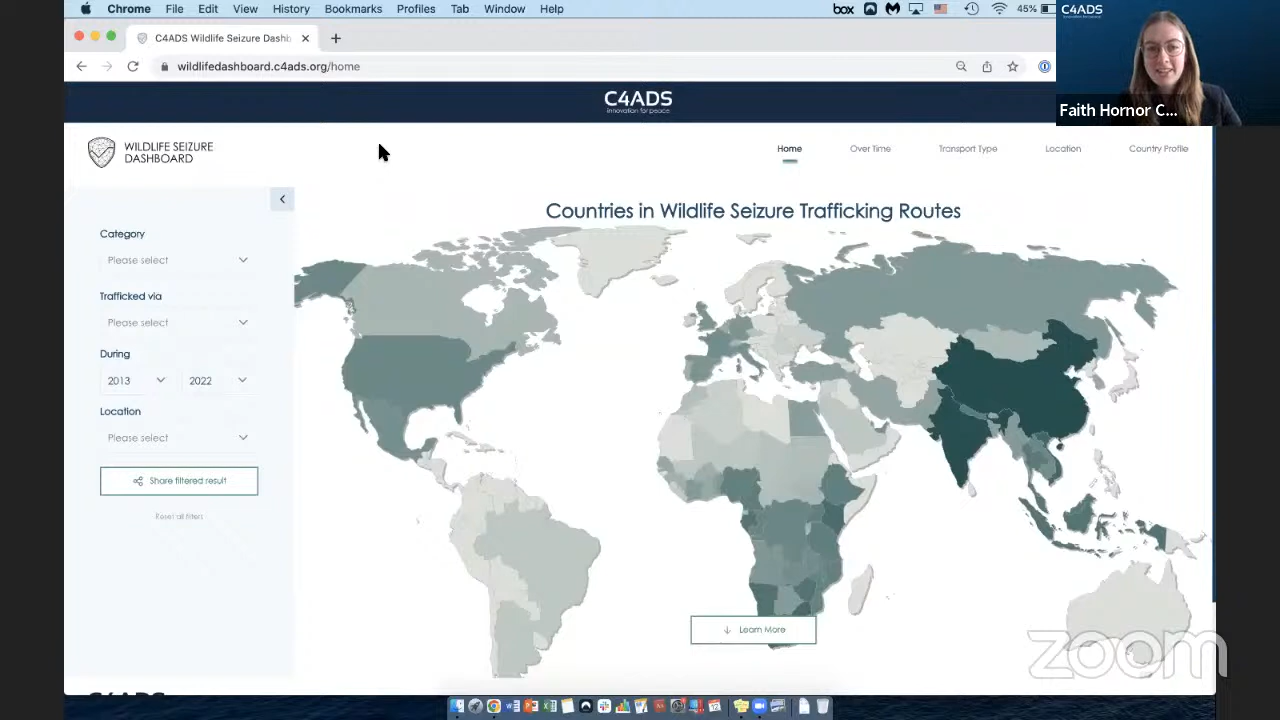 Chrome File Edit View History Bookmarks Profiles Tab Window Help box 45%
C4ADS Wildlife Seizure Dashb
wildlifedashboard.c4ads.org/home
C4ADS
innovation for peace
C4ADS
Faith Hornor C...
WILDLIFE SEIZURE
DASHBOARD
Home Over Time Transport Type Location Country Profile
Countries in Wildlife Seizure Trafficking Routes
Category
Please select
Trafficked via
Please select
During
2013 2022
Location
Please select
Share filtered result
Reset all filters
Learn More
zoom
C4ADS